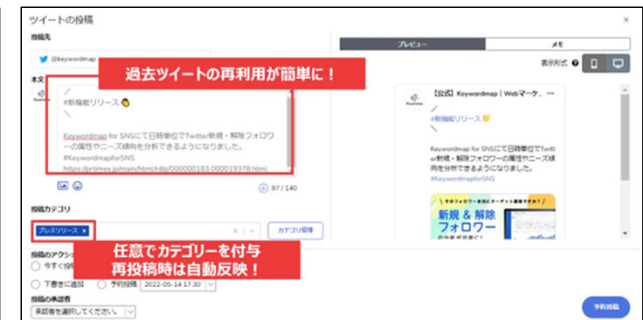 ツイートの投稿
×
投稿先
@keywordmap
プレビュー
メモ
表示形式
過去ツイートの再利用が簡単に！
本文
／
#新機能リリース
＼
Keywordmap for SNSにて日時単位でTwitter新規・解除フォロワ
ーの属性やニーズ傾向を分析できるようになりました。
#KeywordmapforSNS
https://prtimes.jp/main/html/rd/p/000000183.000019378.html
87 / 140
【公式】Keywordmap | Webマーケ... ...
／
#新機能リリース
＼
Keywordmap for SNSにて日時単位でTwitt
er新規・解除フォロワーの属性やニーズ傾
向を分析できるようになりました。
#KeywordmapforSNS
新規 & 解除
フォロワー
投稿カテゴリ
プレスリリース ×
×
カテゴリ管理
任意でカテゴリーを付与
再投稿時は自動反映！
投稿のアクシ
今すぐ投
下書きに追加
予約投稿
2022-05-14 17:30
投稿の承認者
承認者を選択してください。
予約投稿